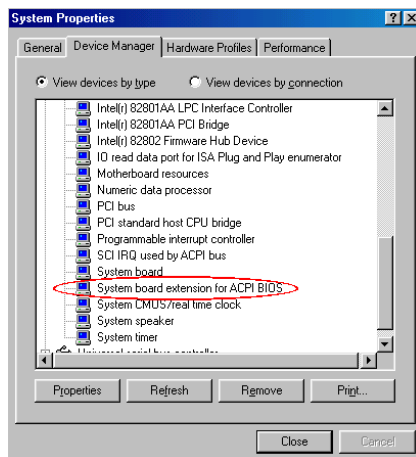 System Properties
General Device Manager Hardware Profiles Performance
View devices by type View devices by connection
Intel(r) 82801AA LPC Interface Controller
Intel(r) 82801AA PCI Bridge
Intel(r) 82802 Firmware Hub Device
IO read data port for ISA Plug and Play enumerator
Motherboard resources
Numeric data processor
PCI bus
PCI standard host CPU bridge
Programmable interrupt controller
SCI IRQ used by ACPI bus
System board
System board extension for ACPI BIOS
System CMOS/real time clock
System speaker
System timer
Universal serial bus controller
Properties Refresh Remove Print...
Close Cancel